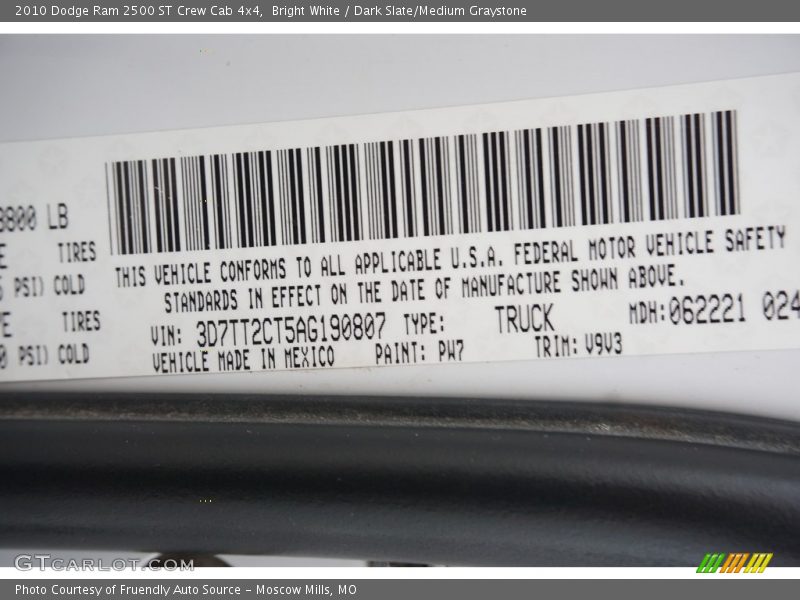 2010 Dodge Ram 2500 ST Crew Cab 4x4, Bright White / Dark Slate/Medium Graystone
LB
TIRES
PSI) COLD
TIRES
PSI) COLD
THIS VEHICLE CONFORMS TO ALL APPLICABLE U.S.A. FEDERAL MOTOR VEHICLE SAFETY
STANDARDS IN EFFECT ON THE DATE OF MANUFACTURE SHOWN ABOVE.
VIN: 3D7TT2CT5AG190807 TYPE: TRUCK MDH:062221 024
VEHICLE MADE IN MEXICO PAINT: PW7 TRIM: V9V3
GTCARLOT.COM
Photo Courtesy of Fruendly Auto Source - Moscow Mills, MO